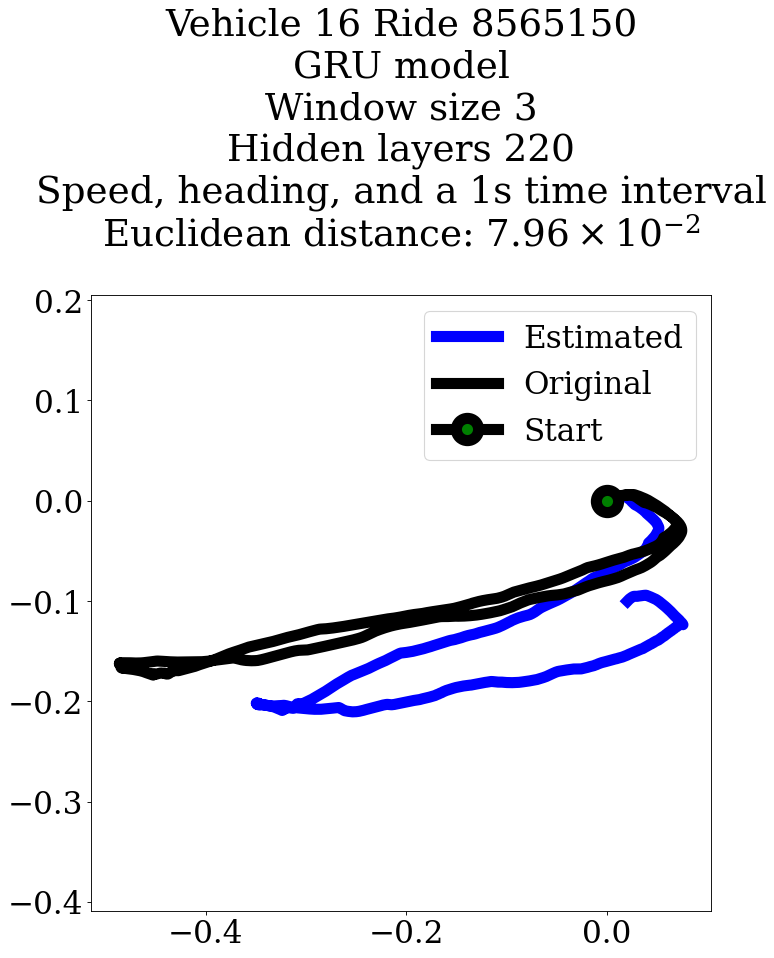 Vehicle 16 Ride 8565150
GRU model
Window size 3
Hidden layers 220
Speed, heading, and a 1s time interval
Euclidean distance: 7.96 × 10⁻²
0.2
0.1
0.0
−0.1
−0.2
−0.3
−0.4
Estimated
Original
Start
−0.4 −0.2 0.0